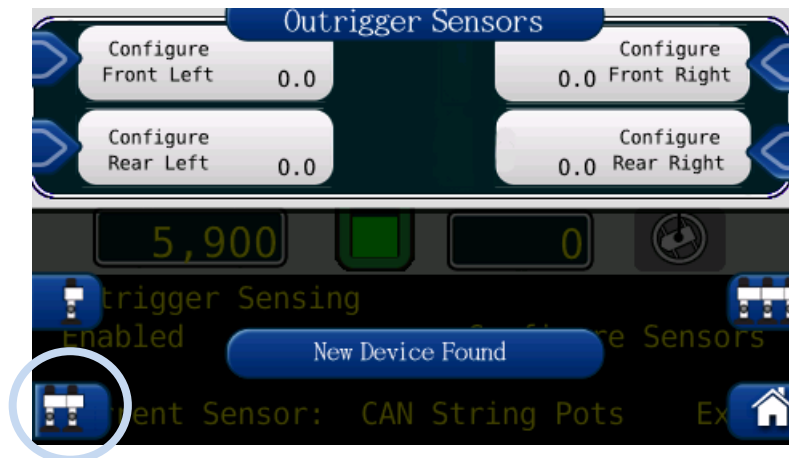 Outrigger Sensors
Configure
Front Left 0.0
Configure
0.0 Front Right
Configure
Rear Left 0.0
Configure
0.0 Rear Right
5,900 0
trigger Sensing
Enabled Sensors
New Device Found
Sensor: CAN String Pots